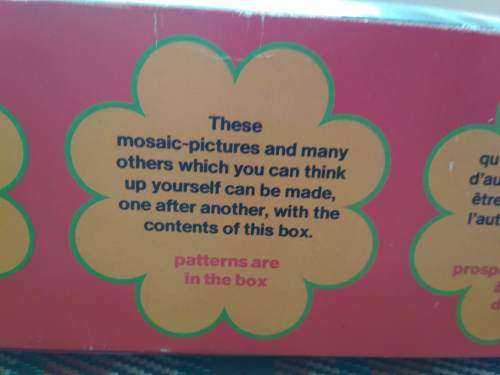 These
mosaic-pictures and many
others which you can think
up yourself can be made,
one after another, with the
contents of this box.
patterns are
in the box
qu
d'au
être
l'aut
prosp